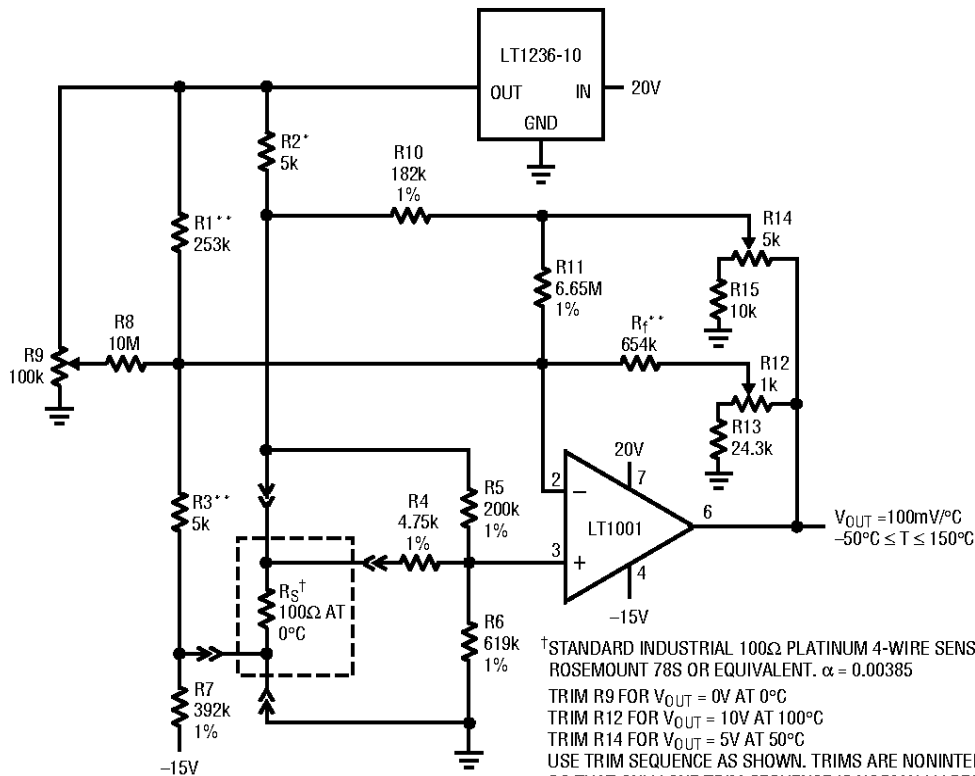 LT1236-10
OUT
IN
20V
GND
R2*
5k
R10
182k
1%
R14
5k
R1**
253k
R11
6.65M
1%
R15
10k
R8
10M
Rf**
654k
R9
100k
R12
1k
R13
24.3k
20V
7
R5
200k
1%
2
–
R3**
5k
R4
4.75k
1%
LT1001
6
VOUT =100mV/°C
–50°C ≤ T ≤ 150°C
3
+
4
RS†
100Ω AT
0°C
–15V
R6
619k
1%
†STANDARD INDUSTRIAL 100Ω PLATINUM 4-WIRE SENS
ROSEMOUNT 78S OR EQUIVALENT. α = 0.00385
R7
392k
1%
TRIM R9 FOR VOUT = 0V AT 0°C
TRIM R12 FOR VOUT = 10V AT 100°C
TRIM R14 FOR VOUT = 5V AT 50°C
–15V
USE TRIM SEQUENCE AS SHOWN. TRIMS ARE NONINTE